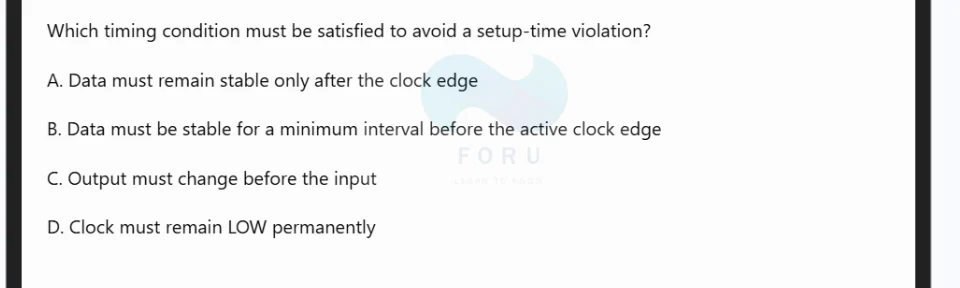 Which timing condition must be satisfied to avoid a setup-time violation?
A. Data must remain stable only after the clock edge
B. Data must be stable for a minimum interval before the active clock edge
FORU
C. Output must change before the input
D. Clock must remain LOW permanently